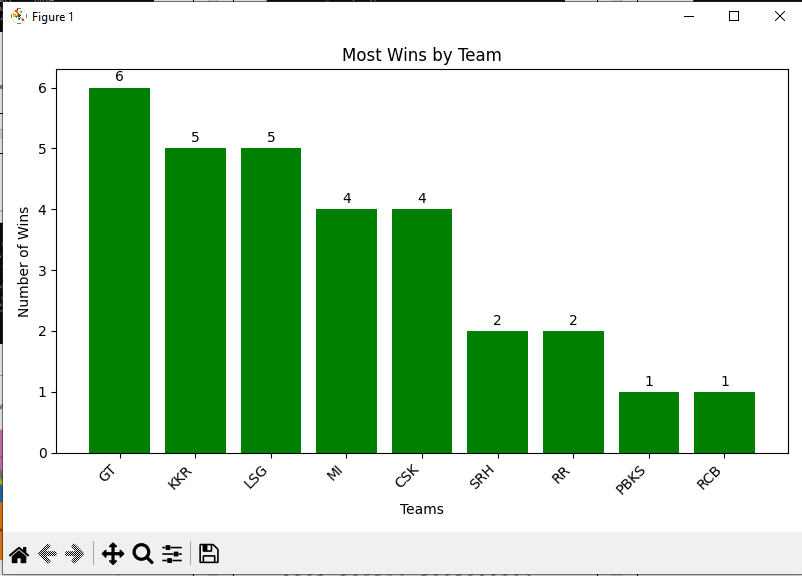 Figure 1
Most Wins by Team
6
5
5
4
4
2
2
1
1
6
5
4
3
2
1
0
Number of Wins
GT
KKR
LSG
MI
CSK
SRH
RR
PBKS
RCB
Teams